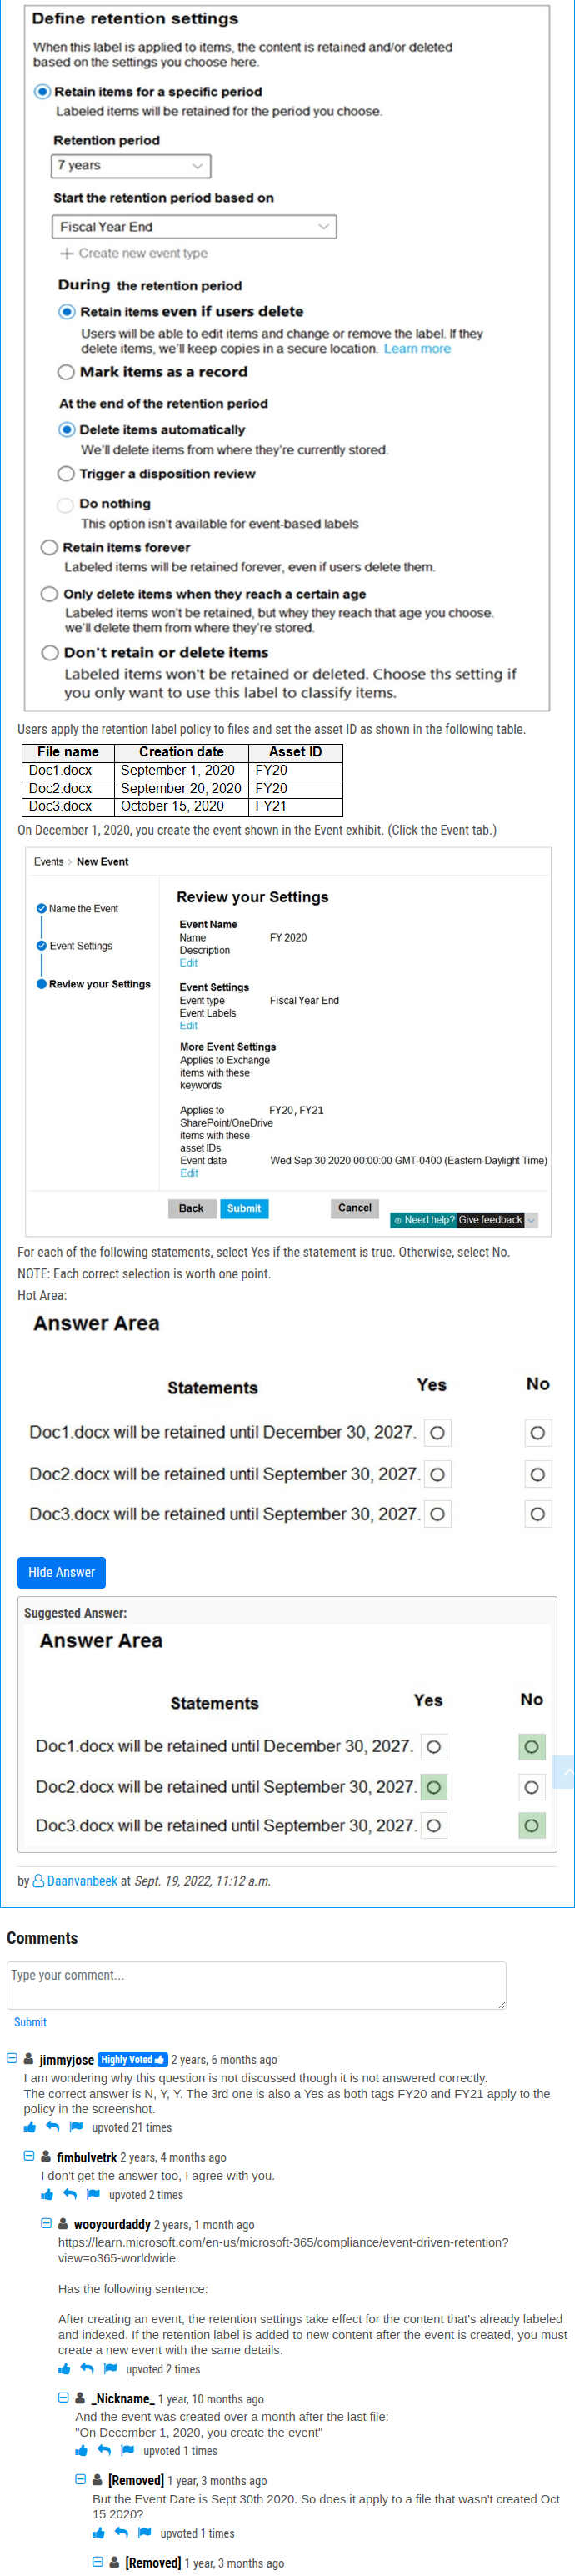 Define retention settings
When this label is applied to items, the content is retained and/or deleted
based on the settings you choose here.
Retain items for a specific period
Labeled items will be retained for the period you choose.
Retention period
7 years
Start the retention period based on
Fiscal Year End
+ Create new event type
During the retention period
Retain items even if users delete
Users will be able to edit items and change or remove the label. If they
delete items, we'll keep copies in a secure location. Learn more
Mark items as a record
At the end of the retention period
Delete items automatically
We'll delete items from where they're currently stored.
Trigger a disposition review
Do nothing
This option isn't available for event-based labels
Retain items forever
Labeled items will be retained forever, even if users delete them.
Only delete items when they reach a certain age
Labeled items won't be retained, but whey they reach that age you choose.
we'll delete them from where they're stored.
Don't retain or delete items
Labeled items won't be retained or deleted. Choose ths setting if
you only want to use this label to classify items.
Users apply the retention label policy to files and set the asset ID as shown in the following table.
File name Creation date Asset ID
Doc1.docx September 1, 2020 FY20
Doc2.docx September 20, 2020 FY20
Doc3.docx October 15, 2020 FY21
On December 1, 2020, you create the event shown in the Event exhibit. (Click the Event tab.)
Events > New Event
Name the Event
Event Settings
Review your Settings
Review your Settings
Event Name
Name FY 2020
Description
Edit
Event Settings
Event type Fiscal Year End
Event Labels
Edit
More Event Settings
Applies to Exchange
items with these
keywords
Applies to FY20, FY21
SharePoint/OneDrive
items with these
asset IDs
Event date Wed Sep 30 2020 00:00:00 GMT-0400 (Eastern-Daylight Time)
Edit
Back Submit Cancel
Need help? Give feedback
For each of the following statements, select Yes if the statement is true. Otherwise, select No.
NOTE: Each correct selection is worth one point.
Hot Area:
Answer Area
Statements Yes No
Doc1.docx will be retained until December 30, 2027.
Doc2.docx will be retained until September 30, 2027.
Doc3.docx will be retained until September 30, 2027.
Hide Answer
Suggested Answer:
Answer Area
Statements Yes No
Doc1.docx will be retained until December 30, 2027.
Doc2.docx will be retained until September 30, 2027.
Doc3.docx will be retained until September 30, 2027.
by Daanvanbeek at Sept. 19, 2022, 11:12 a.m.
Comments
Type your comment...
Submit
jimmyjose Highly Voted 2 years, 6 months ago
I am wondering why this question is not discussed though it is not answered correctly.
The correct answer is N, Y, Y. The 3rd one is also a Yes as both tags FY20 and FY21 apply to the
policy in the screenshot.
upvoted 21 times
fimbulvetrk 2 years, 4 months ago
I don't get the answer too, I agree with you.
upvoted 2 times
wooyourdaddy 2 years, 1 month ago
https://learn.microsoft.com/en-us/microsoft-365/compliance/event-driven-retention?
view=o365-worldwide
Has the following sentence:
After creating an event, the retention settings take effect for the content that's already labeled
and indexed. If the retention label is added to new content after the event is created, you must
create a new event with the same details.
upvoted 2 times
_Nickname_ 1 year, 10 months ago
And the event was created over a month after the last file:
"On December 1, 2020, you create the event"
upvoted 1 times
[Removed] 1 year, 3 months ago
But the Event Date is Sept 30th 2020. So does it apply to a file that wasn't created Oct
15 2020?
upvoted 1 times
[Removed] 1 year, 3 months ago